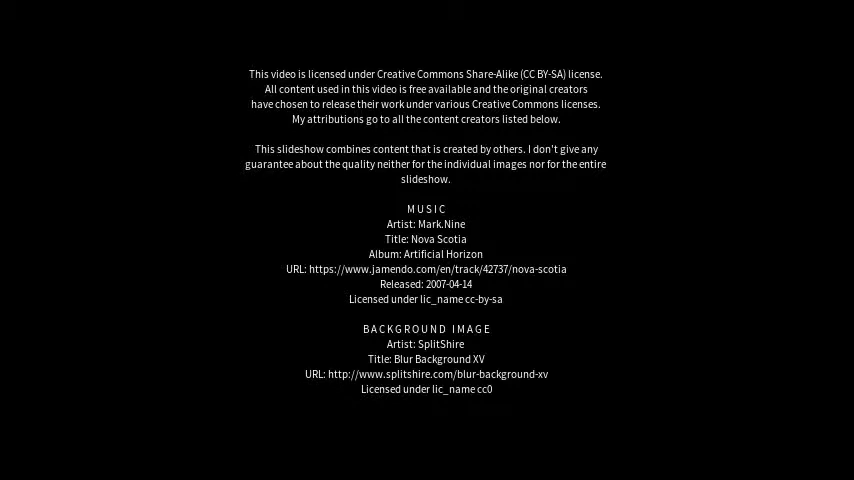 This video is licensed under Creative Commons Share-Alike (CC BY-SA) license.
All content used in this video is free available and the original creators
have chosen to release their work under various Creative Commons licenses.
My attributions go to all the content creators listed below.
This slideshow combines content that is created by others. I don't give any
guarantee about the quality neither for the individual images nor for the entire
slideshow.
MUSIC
Artist: Mark.Nine
Title: Nova Scotia
Album: Artificial Horizon
URL: https://www.jamendo.com/en/track/42737/nova-scotia
Released: 2007-04-14
Licensed under lic_name cc-by-sa
BACKGROUND IMAGE
Artist: SplitShire
Title: Blur Background XV
URL: http://www.splitshire.com/blur-background-xv
Licensed under lic_name cc0